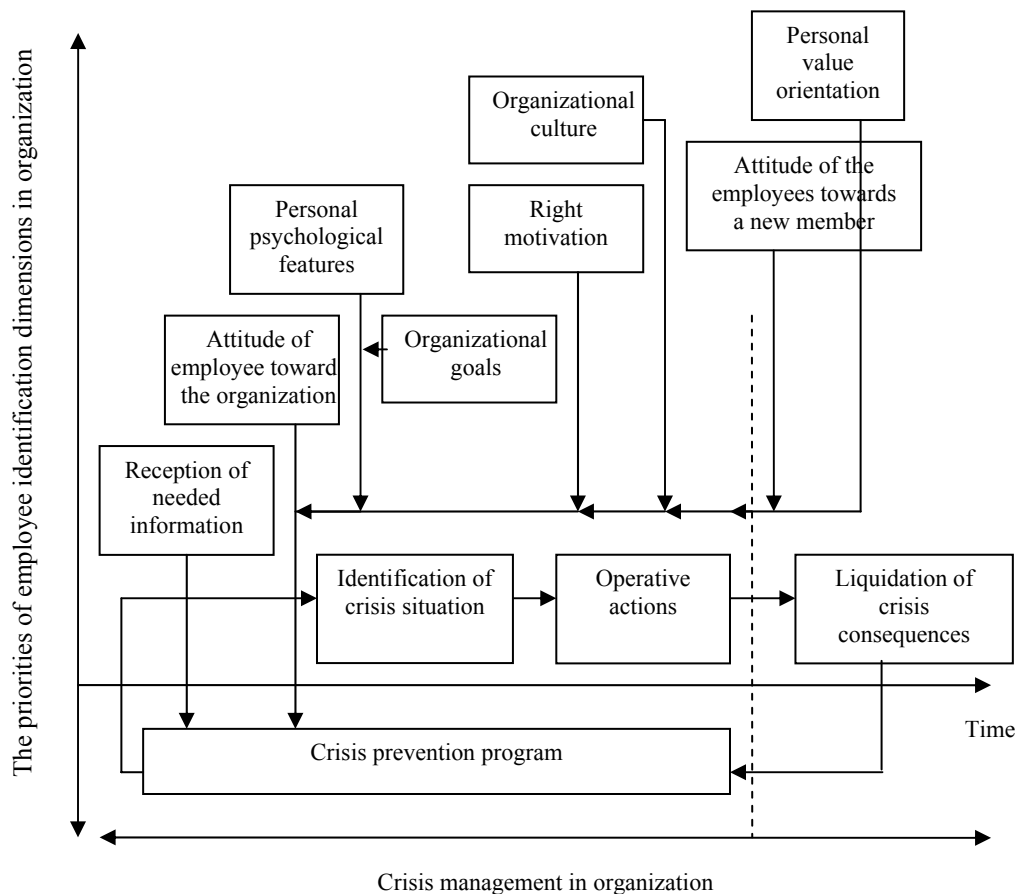 The priorities of employee identification dimensions in organization
Personal
value
orientation
Organizational
culture
Attitude of the
employees towards
a new member
Personal
psychological
features
Right
motivation
Attitude of
employee toward
the organization
Organizational
goals
Reception of
needed
information
Identification of
crisis situation
Operative
actions
Liquidation of
crisis
consequences
Time
Crisis prevention program
Crisis management in organization